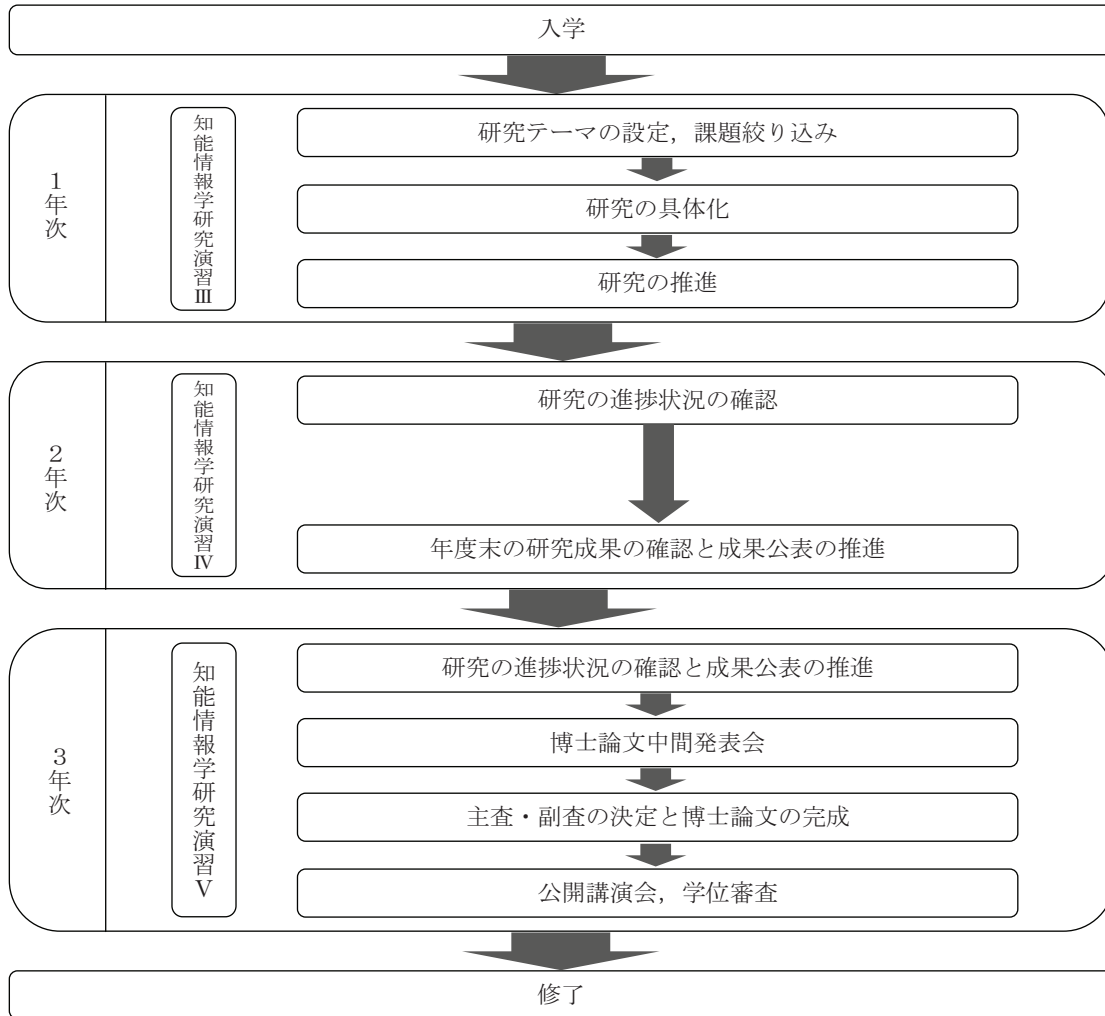 入学
1年次
知能情報学研究演習Ⅲ
研究テーマの設定，課題絞り込み
研究の具体化
研究の推進
2年次
知能情報学研究演習Ⅳ
研究の進捗状況の確認
年度末の研究成果の確認と成果公表の推進
3年次
知能情報学研究演習Ⅴ
研究の進捗状況の確認と成果公表の推進
博士論文中間発表会
主査・副査の決定と博士論文の完成
公開講演会，学位審査
修了